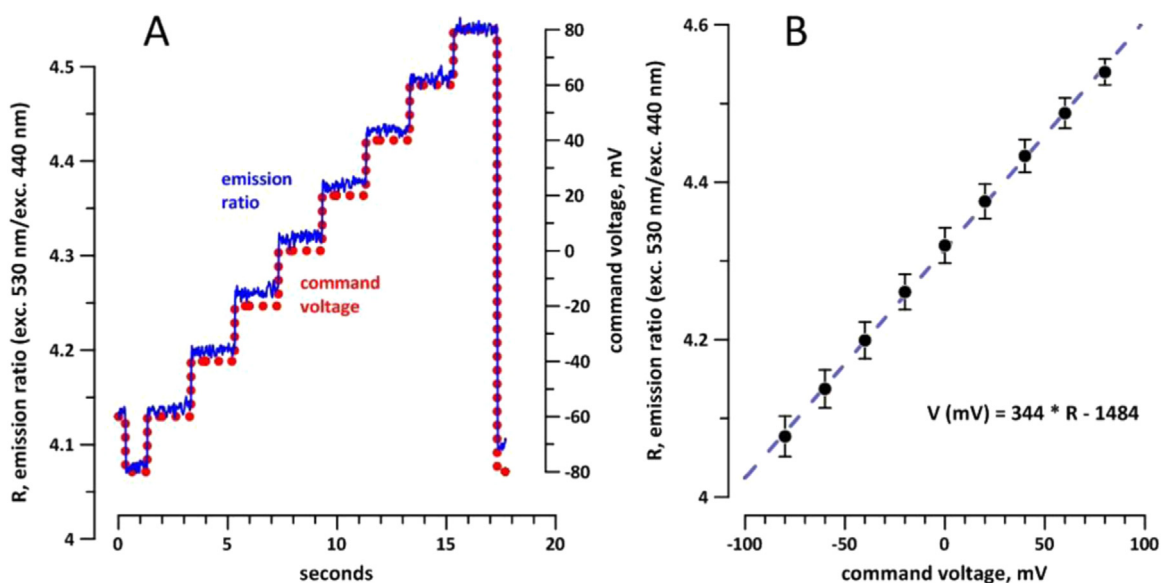 A
R, emission ratio (exc. 530 nm/exc. 440 nm)
4.5
4.4
4.3
4.2
4.1
4
emission
ratio
command
voltage
80
60
40
20
0
-20
-40
-60
-80
command voltage, mV
0
5
10
15
20
seconds
B
R, emission ratio (exc. 530 nm/exc. 440 nm)
4.6
4.4
4.2
4
V (mV) = 344 * R - 1484
-100
-50
0
50
100
command voltage, mV